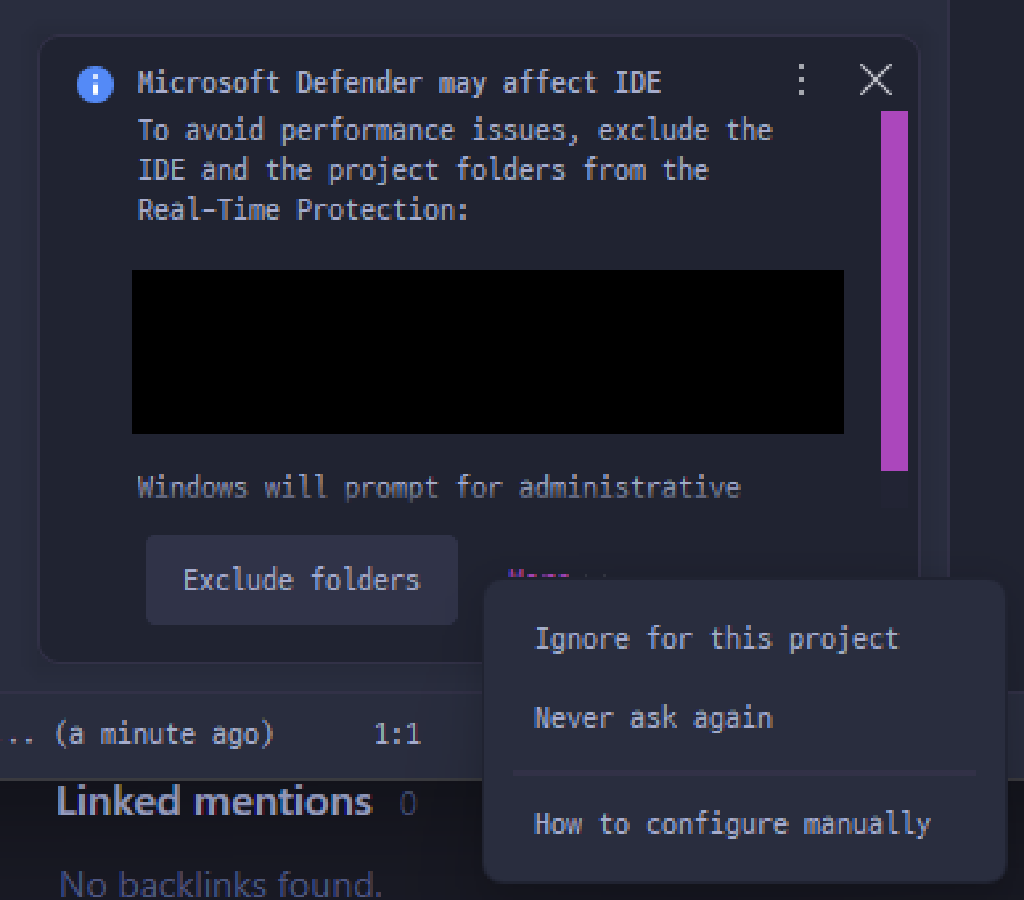 Microsoft Defender may affect IDE
To avoid performance issues, exclude the
IDE and the project folders from the
Real-Time Protection:
Windows will prompt for administrative
Exclude folders
Ignore for this project
Never ask again
How to configure manually
.. (a minute ago) 1:1
Linked mentions 0
No backlinks found.